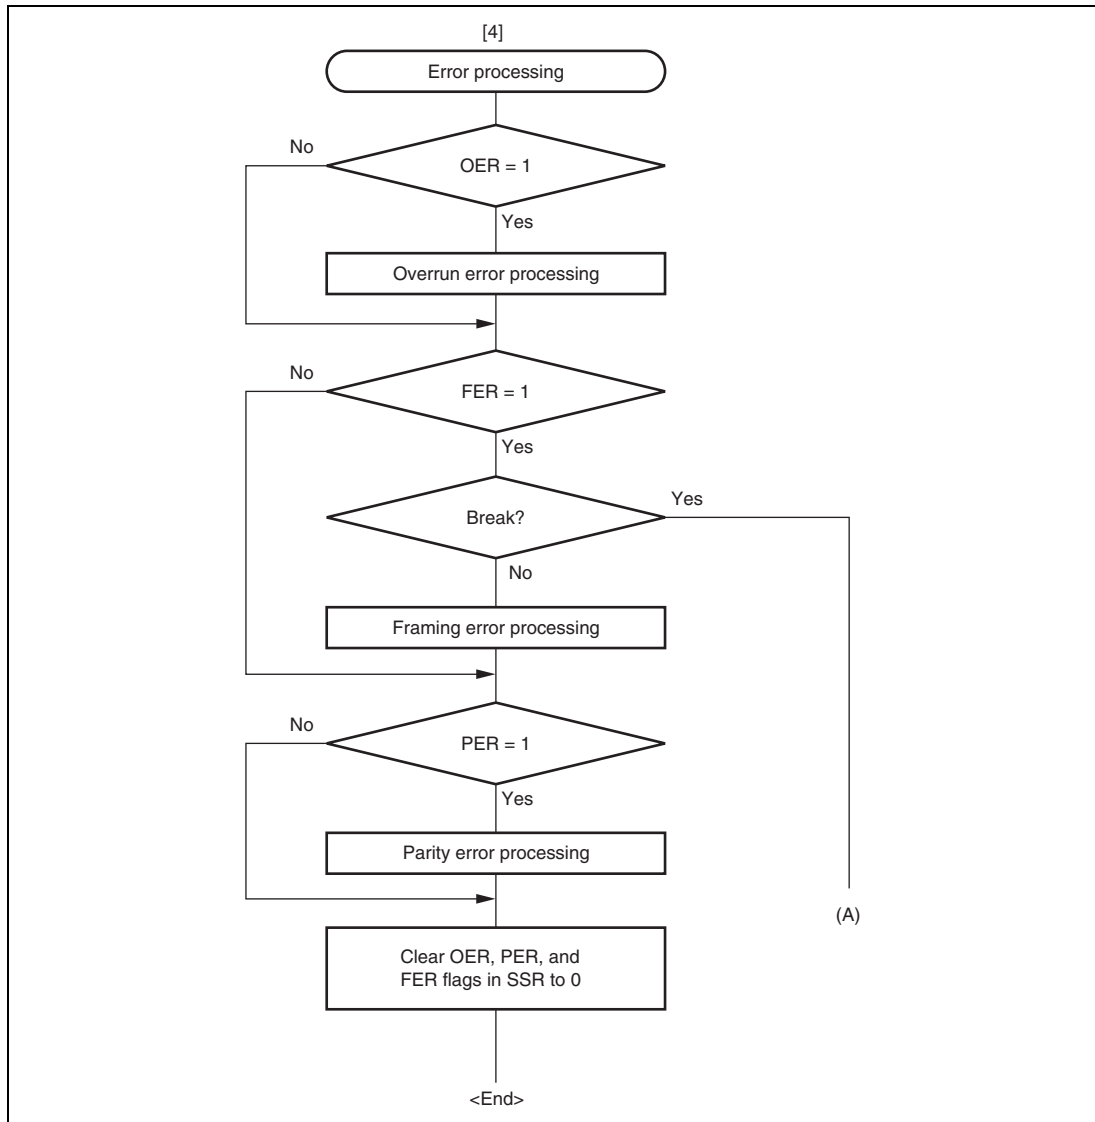 [4]
Error processing
No
OER = 1
Yes
Overrun error processing
No
FER = 1
Yes
Break?
Yes
No
Framing error processing
No
PER = 1
Yes
Parity error processing
(A)
Clear OER, PER, and
FER flags in SSR to 0
<End>